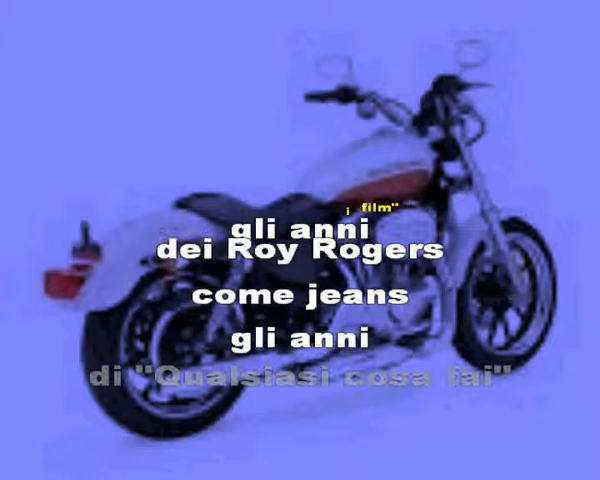 i film"
gli anni
dei Roy Rogers
come jeans
gli anni
di "Qualsiasi cosa fai"